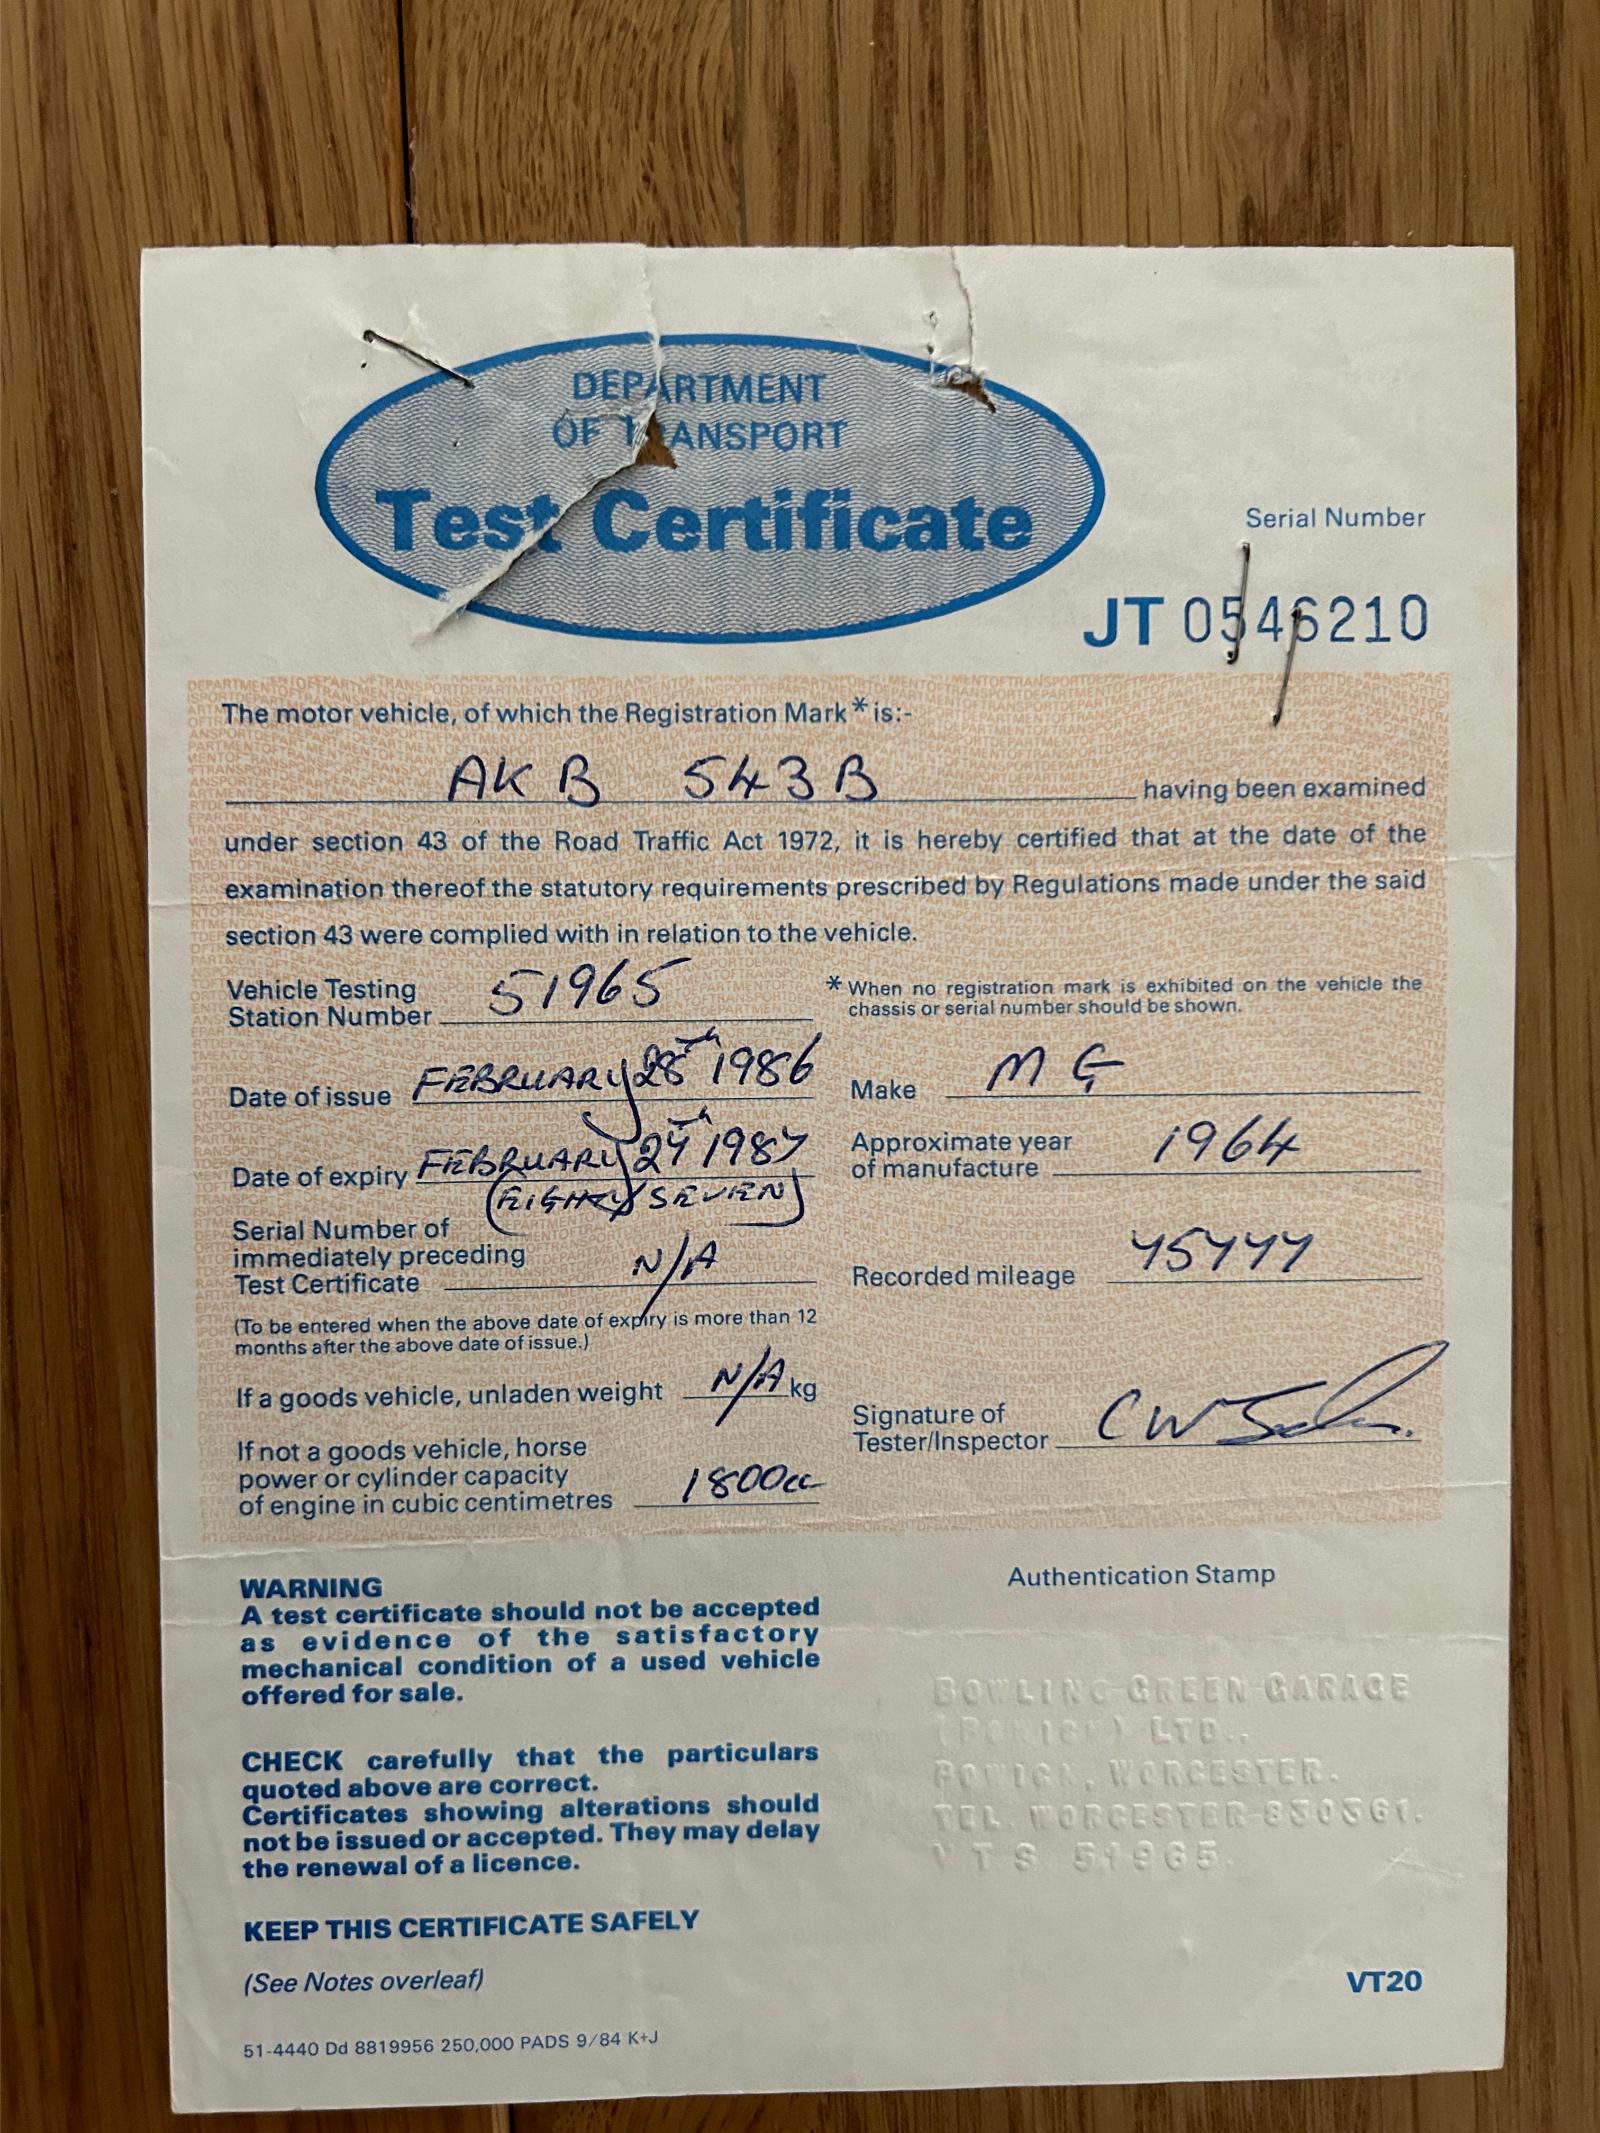 DEPARTMENT
OF TRANSPORT
Test Certificate
Serial Number
JT 0546210
The motor vehicle, of which the Registration Mark * is:-
AKB 543B having been examined
under section 43 of the Road Traffic Act 1972, it is hereby certified that at the date of the
examination thereof the statutory requirements prescribed by Regulations made under the said
section 43 were complied with in relation to the vehicle.
Vehicle Testing
Station Number 51965
* When no registration mark is exhibited on the vehicle the
chassis or serial number should be shown.
Date of issue FEBRUARY 28th 1986
Make MG
Date of expiry FEBRUARY 27th 1987
(EIGHTY SEVEN)
Approximate year
of manufacture 1964
Serial Number of
immediately preceding
Test Certificate N/A
Recorded mileage 75777
(To be entered when the above date of expiry is more than 12
months after the above date of issue.)
If a goods vehicle, unladen weight N/A kg
Signature of
Tester/Inspector C W
If not a goods vehicle, horse
power or cylinder capacity
of engine in cubic centimetres 1800cc
WARNING
A test certificate should not be accepted
as evidence of the satisfactory
mechanical condition of a used vehicle
offered for sale.
CHECK carefully that the particulars
quoted above are correct.
Certificates showing alterations should
not be issued or accepted. They may delay
the renewal of a licence.
KEEP THIS CERTIFICATE SAFELY
(See Notes overleaf)
Authentication Stamp
BOWLING GREEN GARAGE
(POWICK) LTD.,
POWICK, WORCESTER.
TEL. WORCESTER 830361.
VTS 51965
VT20
51-4440 Dd 8819956 250,000 PADS 9/84 K+J